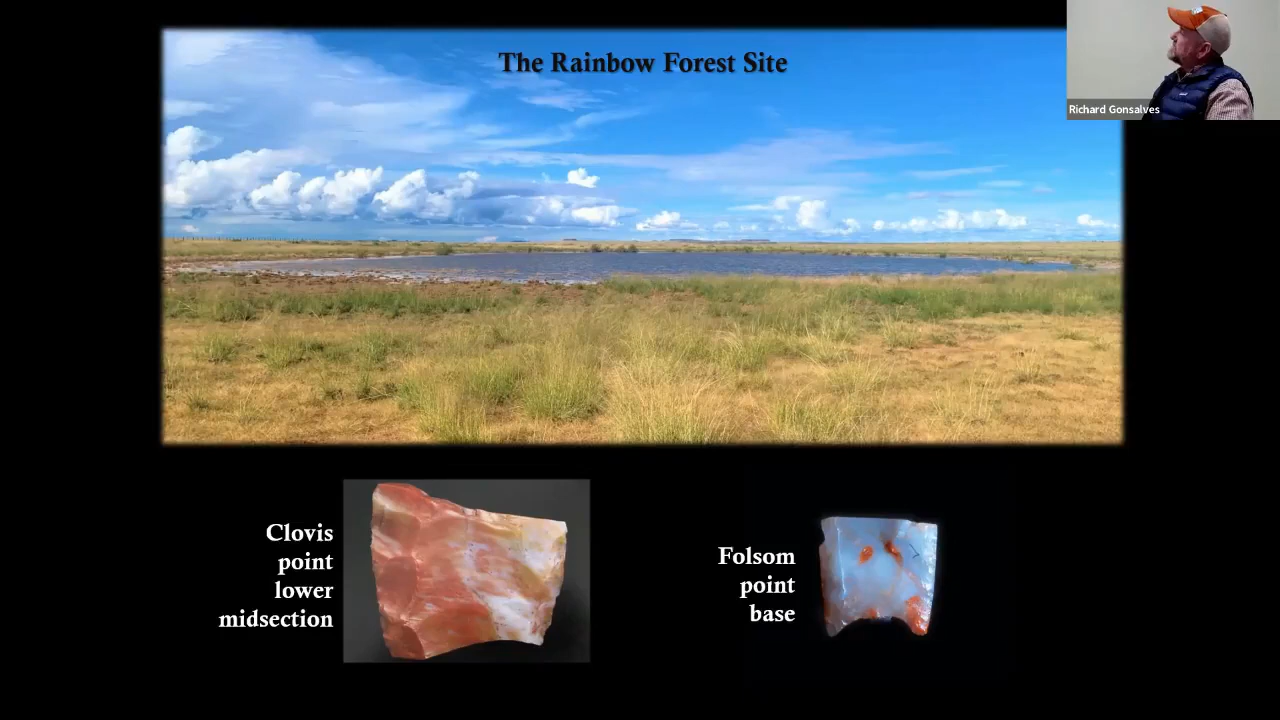 The Rainbow Forest Site
Richard Gonsalves
Clovis
point
lower
midsection
Folsom
point
base